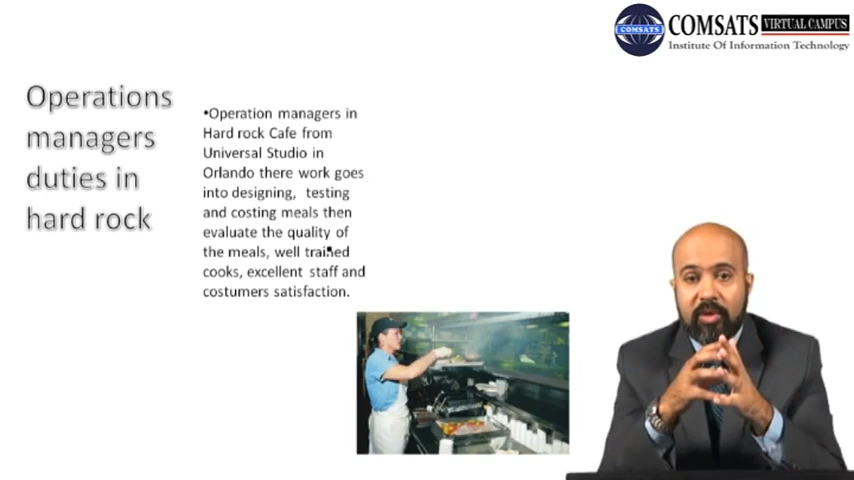 COMSATS VIRTUAL CAMPUS
COMSATS
Institute Of Information Technology
Operations
managers
duties in
hard rock
•Operation managers in
Hard rock Cafe from
Universal Studio in
Orlando there work goes
into designing, testing
and costing meals then
evaluate the quality of
the meals, well trained
cooks, excellent staff and
costumers satisfaction.